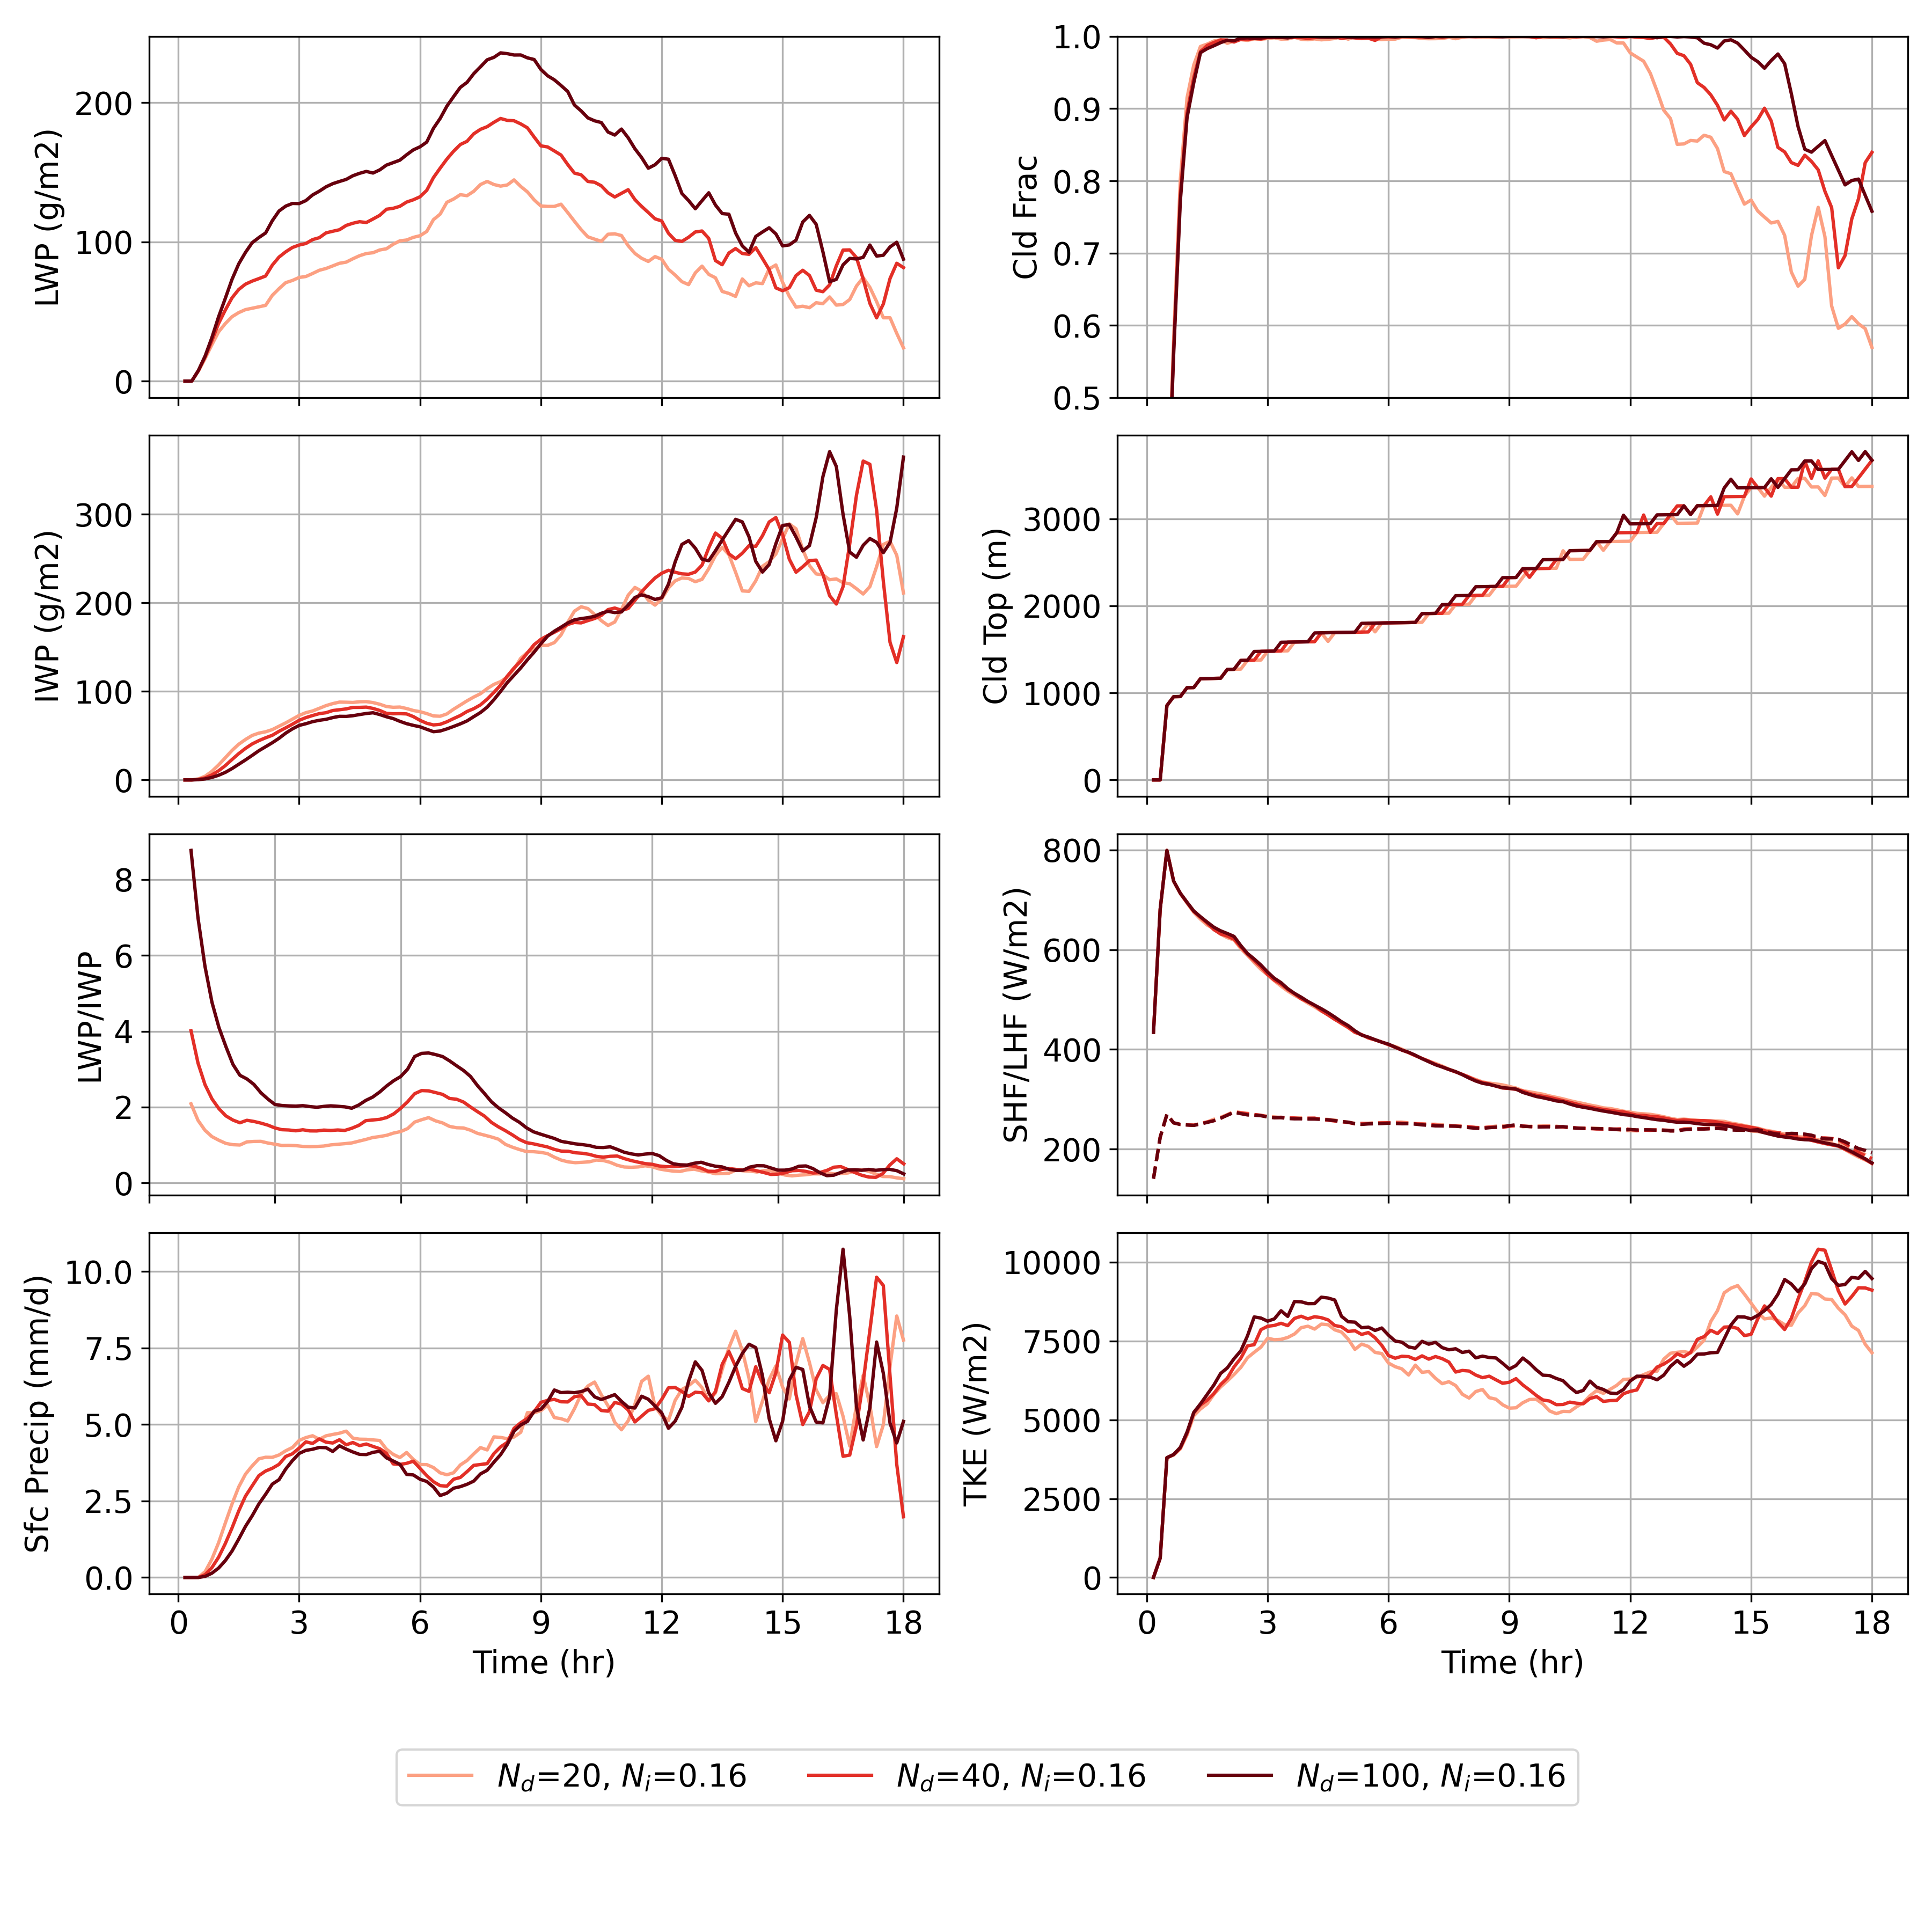 LWP (g/m2)
200
100
0
Cld Frac
1.0
0.9
0.8
0.7
0.6
0.5
IWP (g/m2)
300
200
100
0
Cld Top (m)
3000
2000
1000
0
LWP/IWP
8
6
4
2
0
SHF/LHF (W/m2)
800
600
400
200
Sfc Precip (mm/d)
10.0
7.5
5.0
2.5
0.0
0 3 6 9 12 15 18
Time (hr)
TKE (W/m2)
10000
7500
5000
2500
0
0 3 6 9 12 15 18
Time (hr)
N_d=20, N_i=0.16 N_d=40, N_i=0.16 N_d=100, N_i=0.16